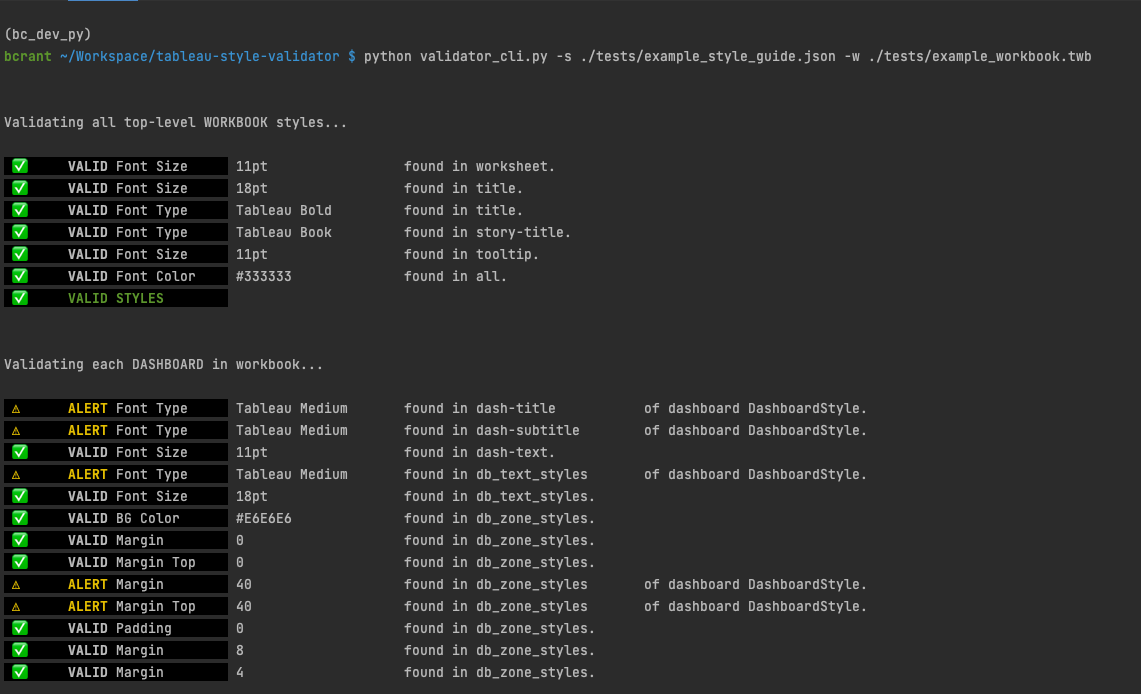 (bc_dev_py)
bcrant ~/Workspace/tableau-style-validator $ python validator_cli.py -s ./tests/example_style_guide.json -w ./tests/example_workbook.twb
Validating all top-level WORKBOOK styles...
✅ VALID Font Size 11pt found in worksheet.
✅ VALID Font Size 18pt found in title.
✅ VALID Font Type Tableau Bold found in title.
✅ VALID Font Type Tableau Book found in story-title.
✅ VALID Font Size 11pt found in tooltip.
✅ VALID Font Color #333333 found in all.
✅ VALID STYLES
Validating each DASHBOARD in workbook...
⚠ ALERT Font Type Tableau Medium found in dash-title of dashboard DashboardStyle.
⚠ ALERT Font Type Tableau Medium found in dash-subtitle of dashboard DashboardStyle.
✅ VALID Font Size 11pt found in dash-text.
⚠ ALERT Font Type Tableau Medium found in db_text_styles of dashboard DashboardStyle.
✅ VALID Font Size 18pt found in db_text_styles.
✅ VALID BG Color #E6E6E6 found in db_zone_styles.
✅ VALID Margin 0 found in db_zone_styles.
✅ VALID Margin Top 0 found in db_zone_styles.
⚠ ALERT Margin 40 found in db_zone_styles of dashboard DashboardStyle.
⚠ ALERT Margin Top 40 found in db_zone_styles of dashboard DashboardStyle.
✅ VALID Padding 0 found in db_zone_styles.
✅ VALID Margin 8 found in db_zone_styles.
✅ VALID Margin 4 found in db_zone_styles.